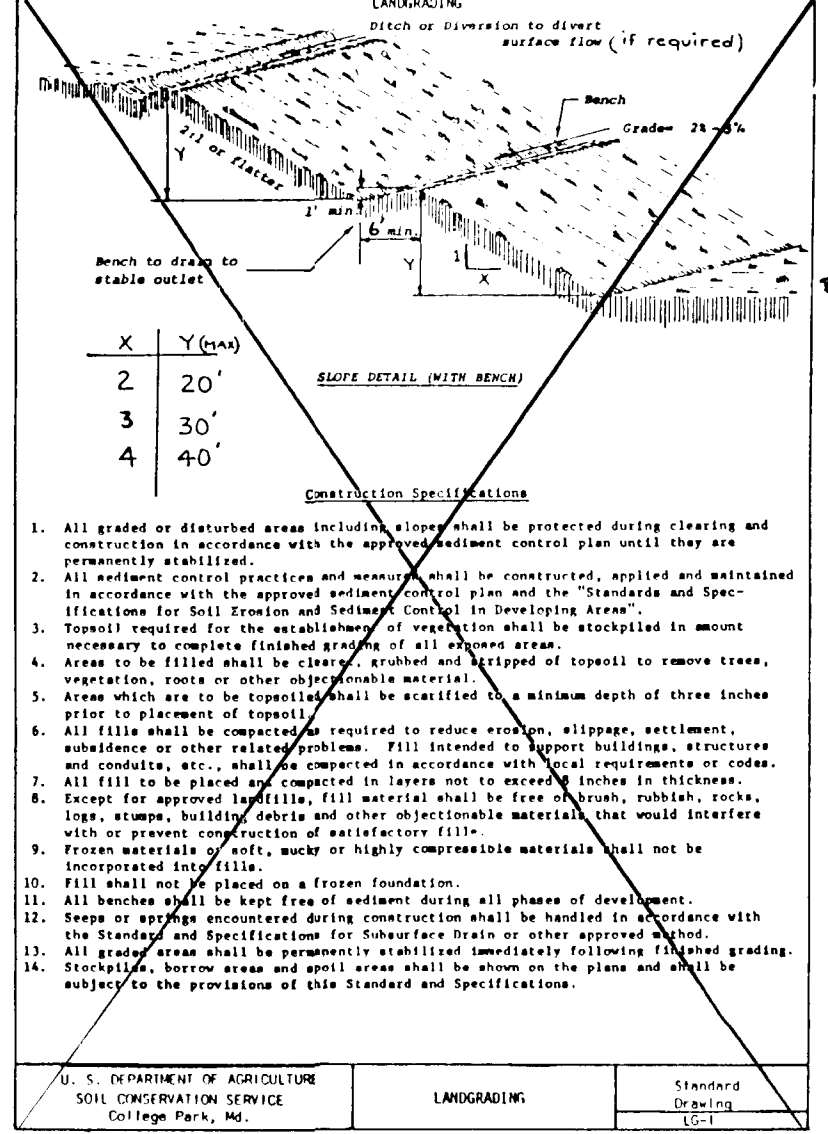 LANDGRADING
Ditch or Diversion to divert
surface flow (if required)
Bench
Grade= 2% - 3%
2:1 or flatter
Y
1' min.
6' min.
Bench to drain to
stable outlet
Y
1
X
X Y (MAX)
2 20'
3 30'
4 40'
SLOPE DETAIL (WITH BENCH)
Construction Specifications
1. All graded or disturbed areas including slopes shall be protected during clearing and
construction in accordance with the approved sediment control plan until they are
permanently stabilized.
2. All sediment control practices and measures shall be constructed, applied and maintained
in accordance with the approved sediment control plan and the "Standards and Spec-
ifications for Soil Erosion and Sediment Control in Developing Areas".
3. Topsoil required for the establishment of vegetation shall be stockpiled in amount
necessary to complete finished grading of all exposed areas.
4. Areas to be filled shall be cleared, grubbed and stripped of topsoil to remove trees,
vegetation, roots or other objectionable material.
5. Areas which are to be topsoiled shall be scarified to a minimum depth of three inches
prior to placement of topsoil.
6. All fills shall be compacted as required to reduce erosion, slippage, settlement,
subsidence or other related problems. Fill intended to support buildings, structures
and conduits, etc., shall be compacted in accordance with local requirements or codes.
7. All fill to be placed and compacted in layers not to exceed 8 inches in thickness.
8. Except for approved landfills, fill material shall be free of brush, rubbish, rocks,
logs, stumps, building debris and other objectionable materials that would interfere
with or prevent construction of satisfactory fills.
9. Frozen materials or soft, mucky or highly compressible materials shall not be
incorporated into fills.
10. Fill shall not be placed on a frozen foundation.
11. All benches shall be kept free of sediment during all phases of development.
12. Seeps or springs encountered during construction shall be handled in accordance with
the Standard and Specifications for Subsurface Drain or other approved method.
13. All graded areas shall be permanently stabilized immediately following finished grading.
14. Stockpiles, borrow areas and spoil areas shall be shown on the plans and shall be
subject to the provisions of this Standard and Specifications.
U. S. DEPARTMENT OF AGRICULTURE
SOIL CONSERVATION SERVICE
College Park, Md.
LANDGRADING
Standard
Drawing
LG-1